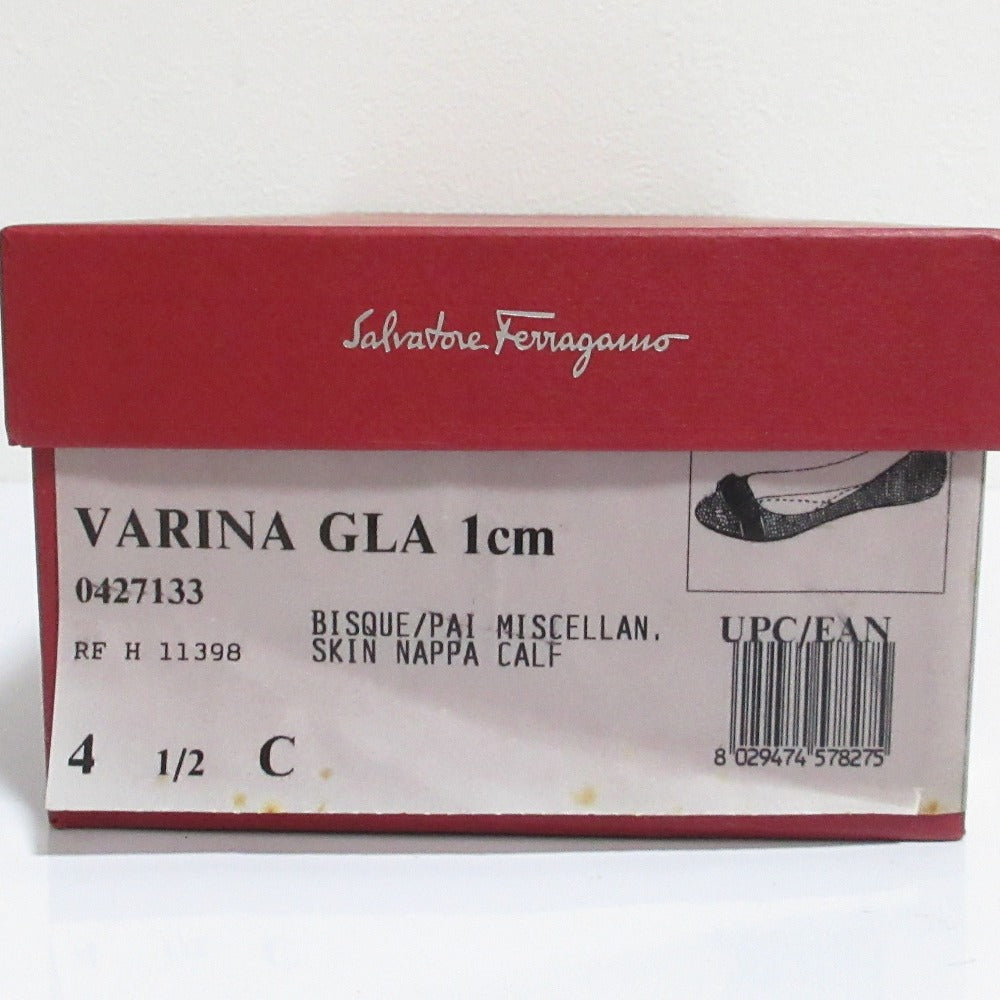 Salvatore Ferragamo
VARINA GLA 1cm
0427133
BISQUE/PAI MISCELLAN.
RF H 11398
SKIN NAPPA CALF
UPC/EAN
4 1/2 C
8 029474 578275